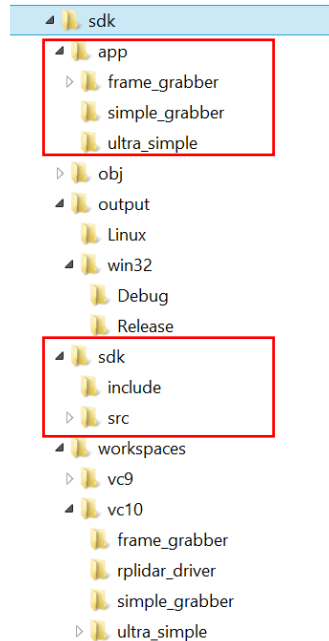 sdk
app
frame_grabber
simple_grabber
ultra_simple
obj
output
Linux
win32
Debug
Release
sdk
include
src
workspaces
vc9
vc10
frame_grabber
rplidar_driver
simple_grabber
ultra_simple